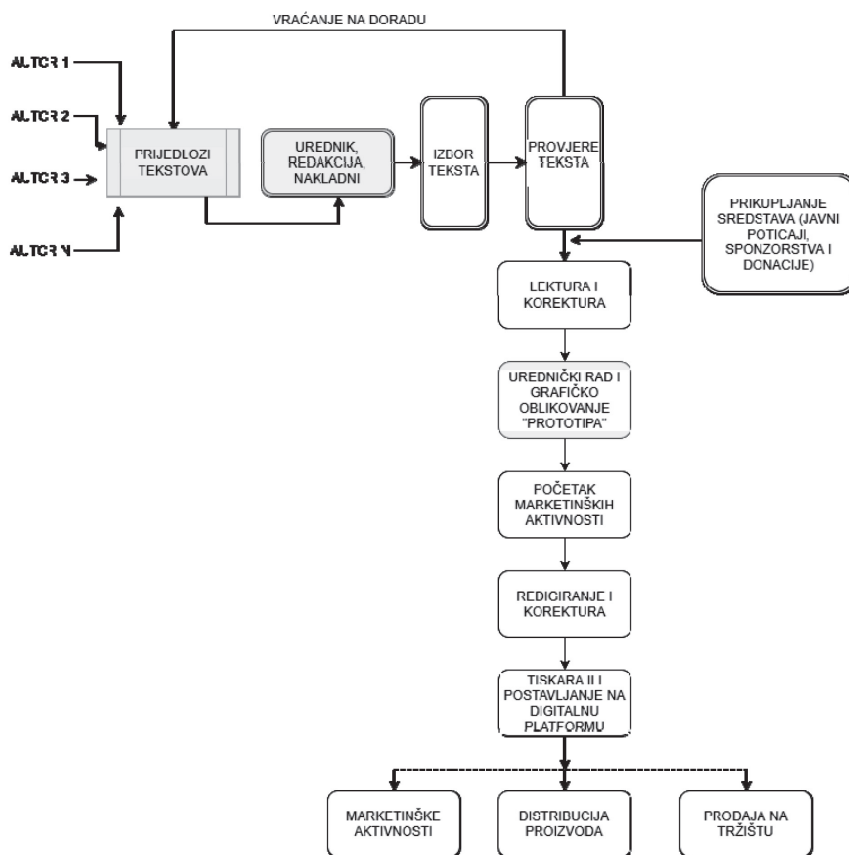 VRAĆANJE NA DORADU
AUTOR 1
AUTOR 2
AUTOR 3
AUTOR N
PRIJEDLOZI
TEKSTOVA
UREDNIK,
REDAKCIJA,
NAKLADNI
IZBOR
TEKSTA
PROVJERE
TEKSTA
PRIKUPLJANJE
SREDSTAVA (JAVNI
POTICAJI,
SPONZORSTVA I
DONACIJE)
LEKTURA I
KOREKTURA
UREDNIČKI RAD I
GRAFIČKO
OBLIKOVANJE
"PROTOTIPA"
POČETAK
MARKETINŠKIH
AKTIVNOSTI
REDIGIRANJE I
KOREKTURA
TISKARA ILI
POSTAVLJANJE NA
DIGITALNU
PLATFORMU
MARKETINŠKE
AKTIVNOSTI
DISTRIBUCIJA
PROIZVODA
PRODAJA NA
TRŽIŠTU